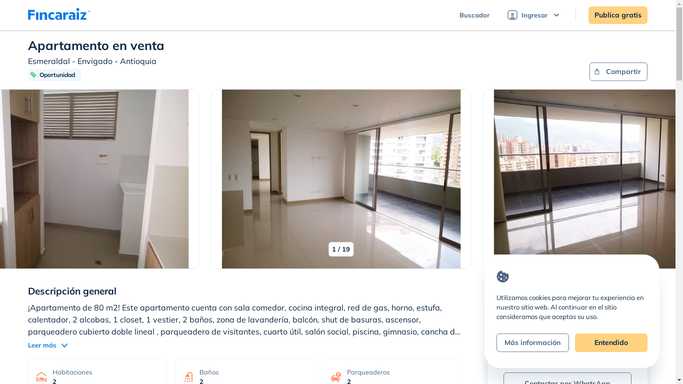 Fincaraiz
Buscador
Ingresar
Publica gratis
Apartamento en venta
Esmeraldal - Envigado - Antioquia
Oportunidad
Compartir
1 / 19
Descripción general
¡Apartamento de 80 m2! Este apartamento cuenta con sala comedor, cocina integral, red de gas, horno, estufa,
calentador, 2 alcobas, 1 closet, 1 vestier, 2 baños, zona de lavandería, balcón, shut de basuras, ascensor,
parqueadero cubierto doble lineal , parqueadero de visitantes, cuarto útil, salón social, piscina, gimnasio, cancha d...
Leer más
Habitaciones
2
Baños
2
Parqueaderos
2
Utilizamos cookies para mejorar tu experiencia en
nuestro sitio web. Al continuar en el sitio
consideramos que aceptas su uso.
Más información
Entendido
Contactar por WhatsApp